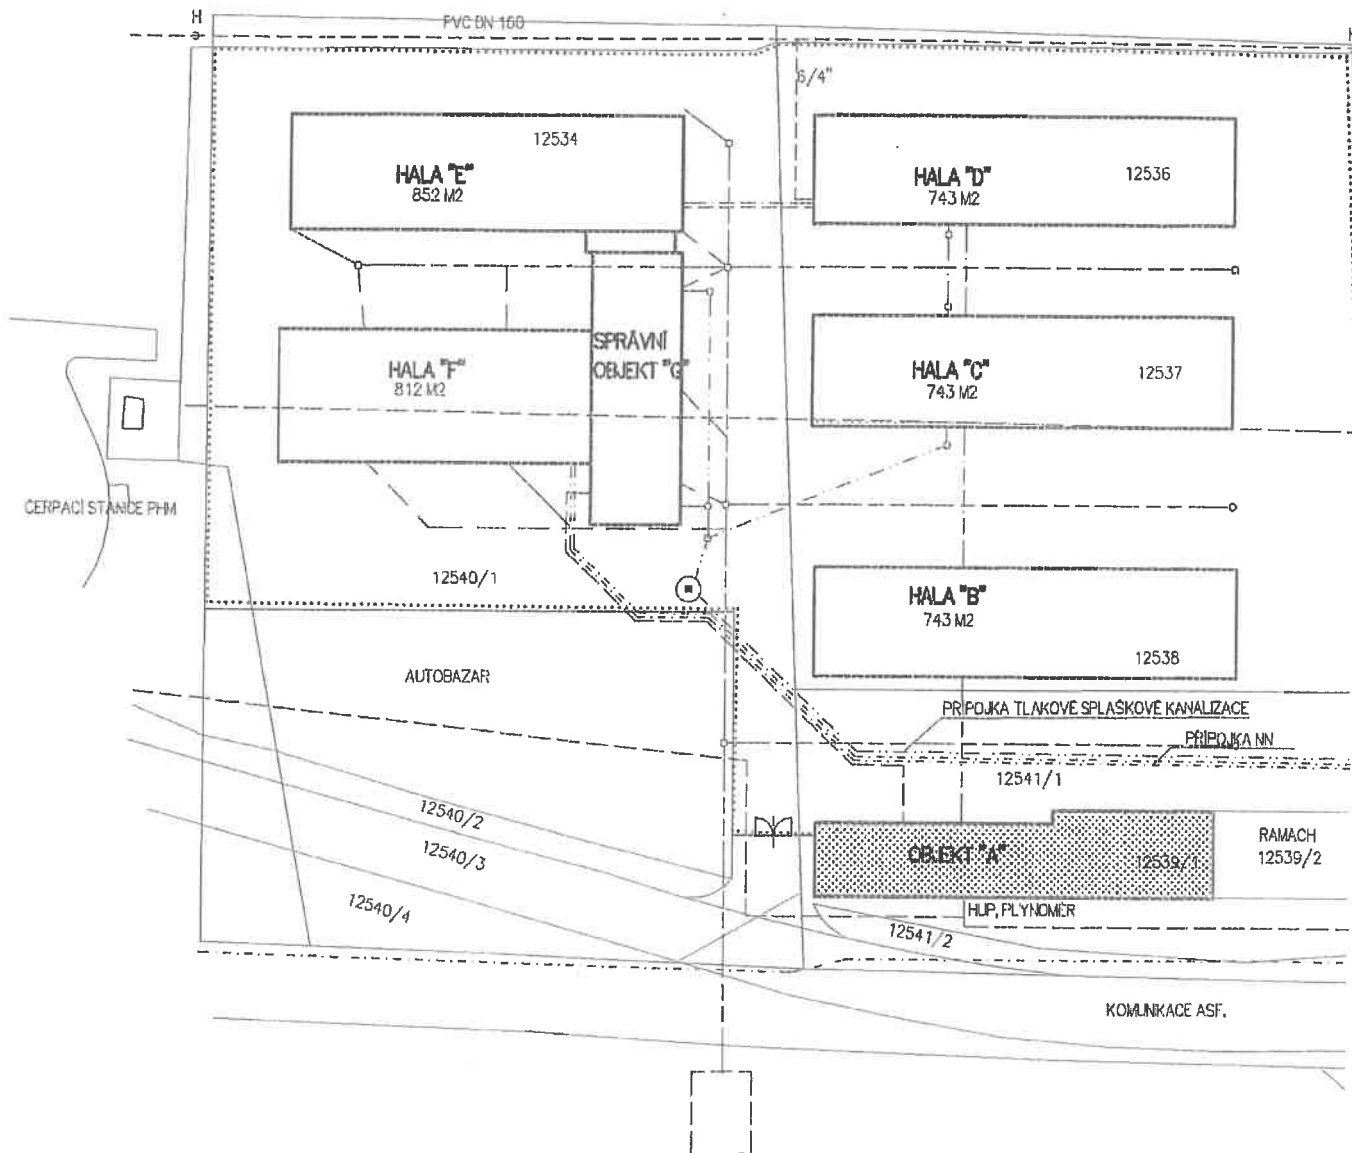 H
PVC DN 160
H
6/4"
12534
HALA "E"
852 M2
HALA "D"
743 M2
12536
SPRÁVNÍ
OBJEKT "G"
HALA "F"
812 M2
HALA "C"
743 M2
12537
ČERPACÍ STANICE PHM
12540/1
HALA "B"
743 M2
12538
AUTOBAZAR
PŘÍPOJKA TLAKOVÉ SPLAŠKOVÉ KANALIZACE
PŘÍPOJKA NN
12541/1
12540/2
12540/3
12540/4
OBJEKT "A"
12539/1
RAMACH
12539/2
HUP, PLYNOMĚR
12541/2
KOMUNIKACE ASF.